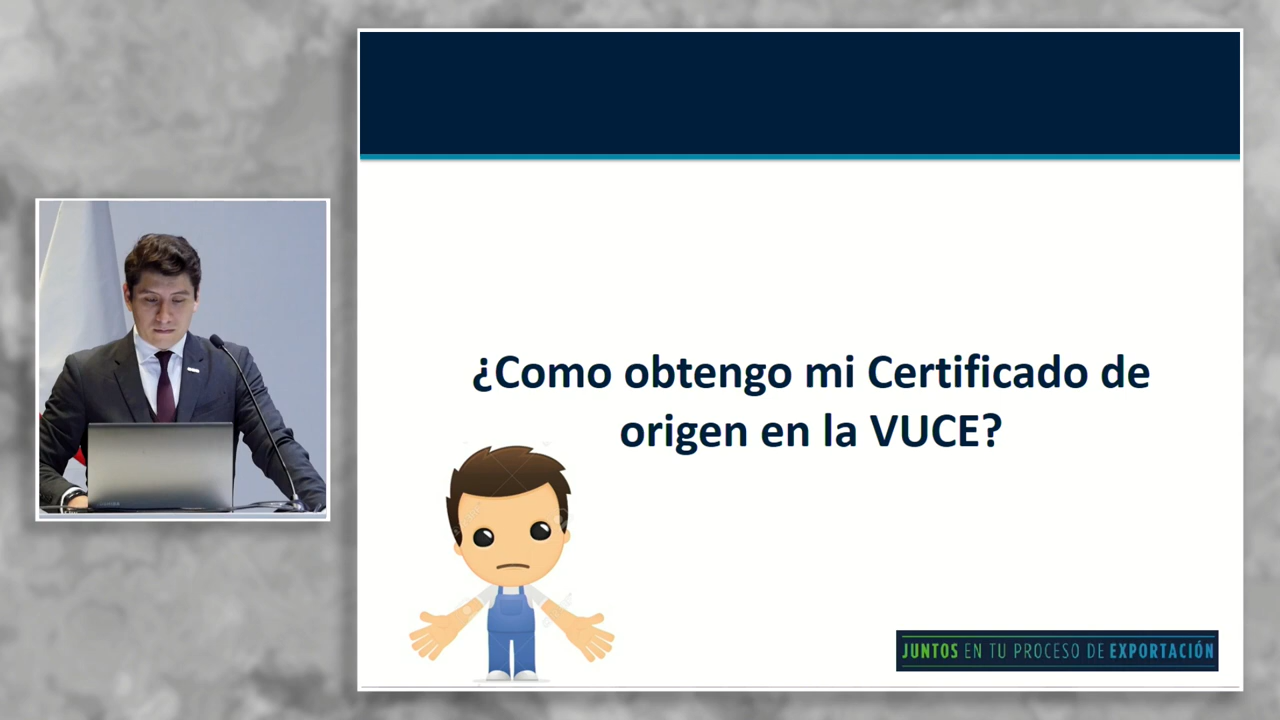 ¿Como obtengo mi Certificado de
origen en la VUCE?
JUNTOS EN TU PROCESO DE EXPORTACIÓN